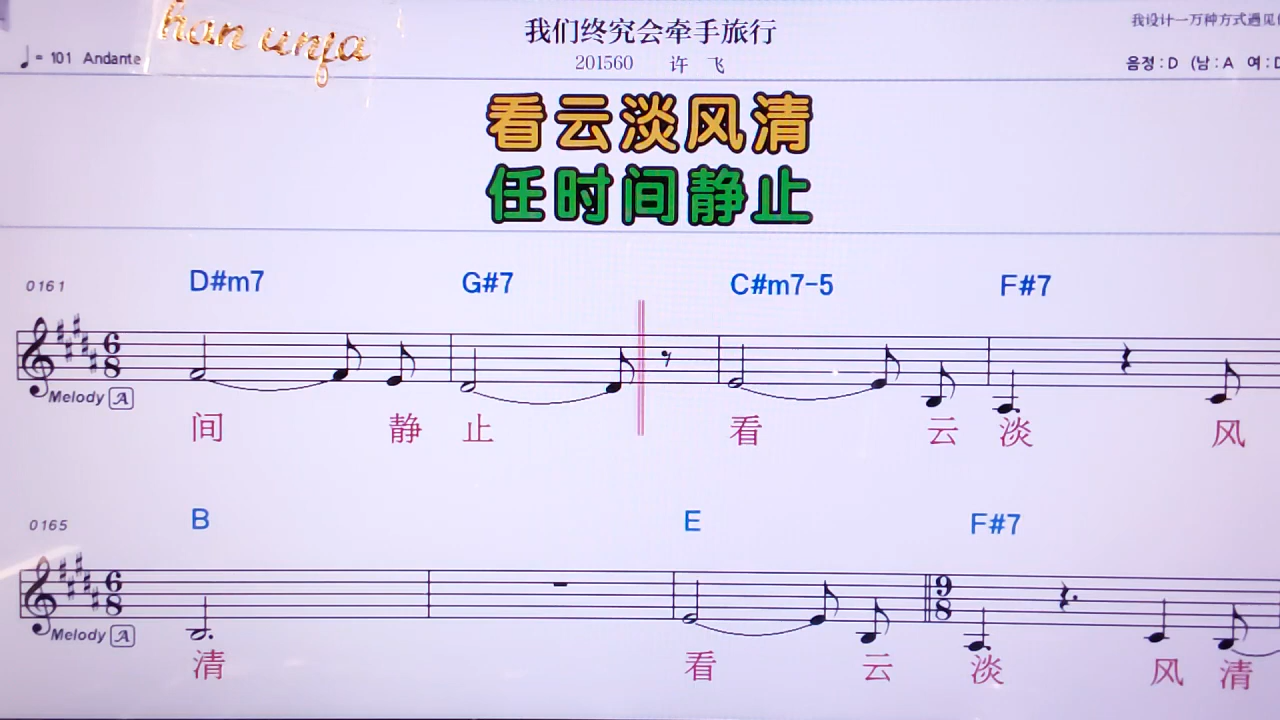 han unja
我们终究会牵手旅行
我设计一万种方式遇见
♩= 101 Andante
201560 许 飞
음정 : D (남 : A 여 : D
看云淡风清
任时间静止
0161 D#m7 G#7 C#m7-5 F#7
6 8
Melody A
间 静 止 看 云 淡 风
0165 B E F#7
6 8 9 8
Melody A
清 看 云 淡 风 清